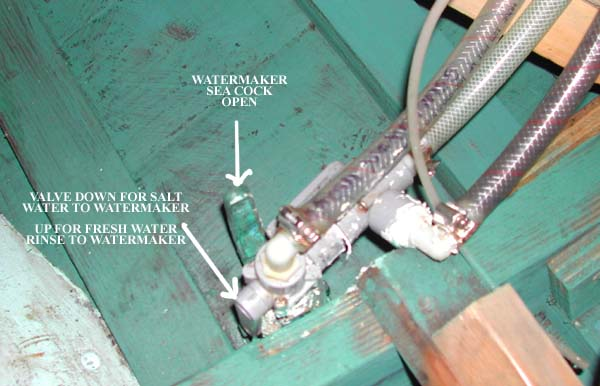 WATERMAKER
SEA COCK
OPEN
VALVE DOWN FOR SALT
WATER TO WATERMAKER
UP FOR FRESH WATER
RINSE TO WATERMAKER